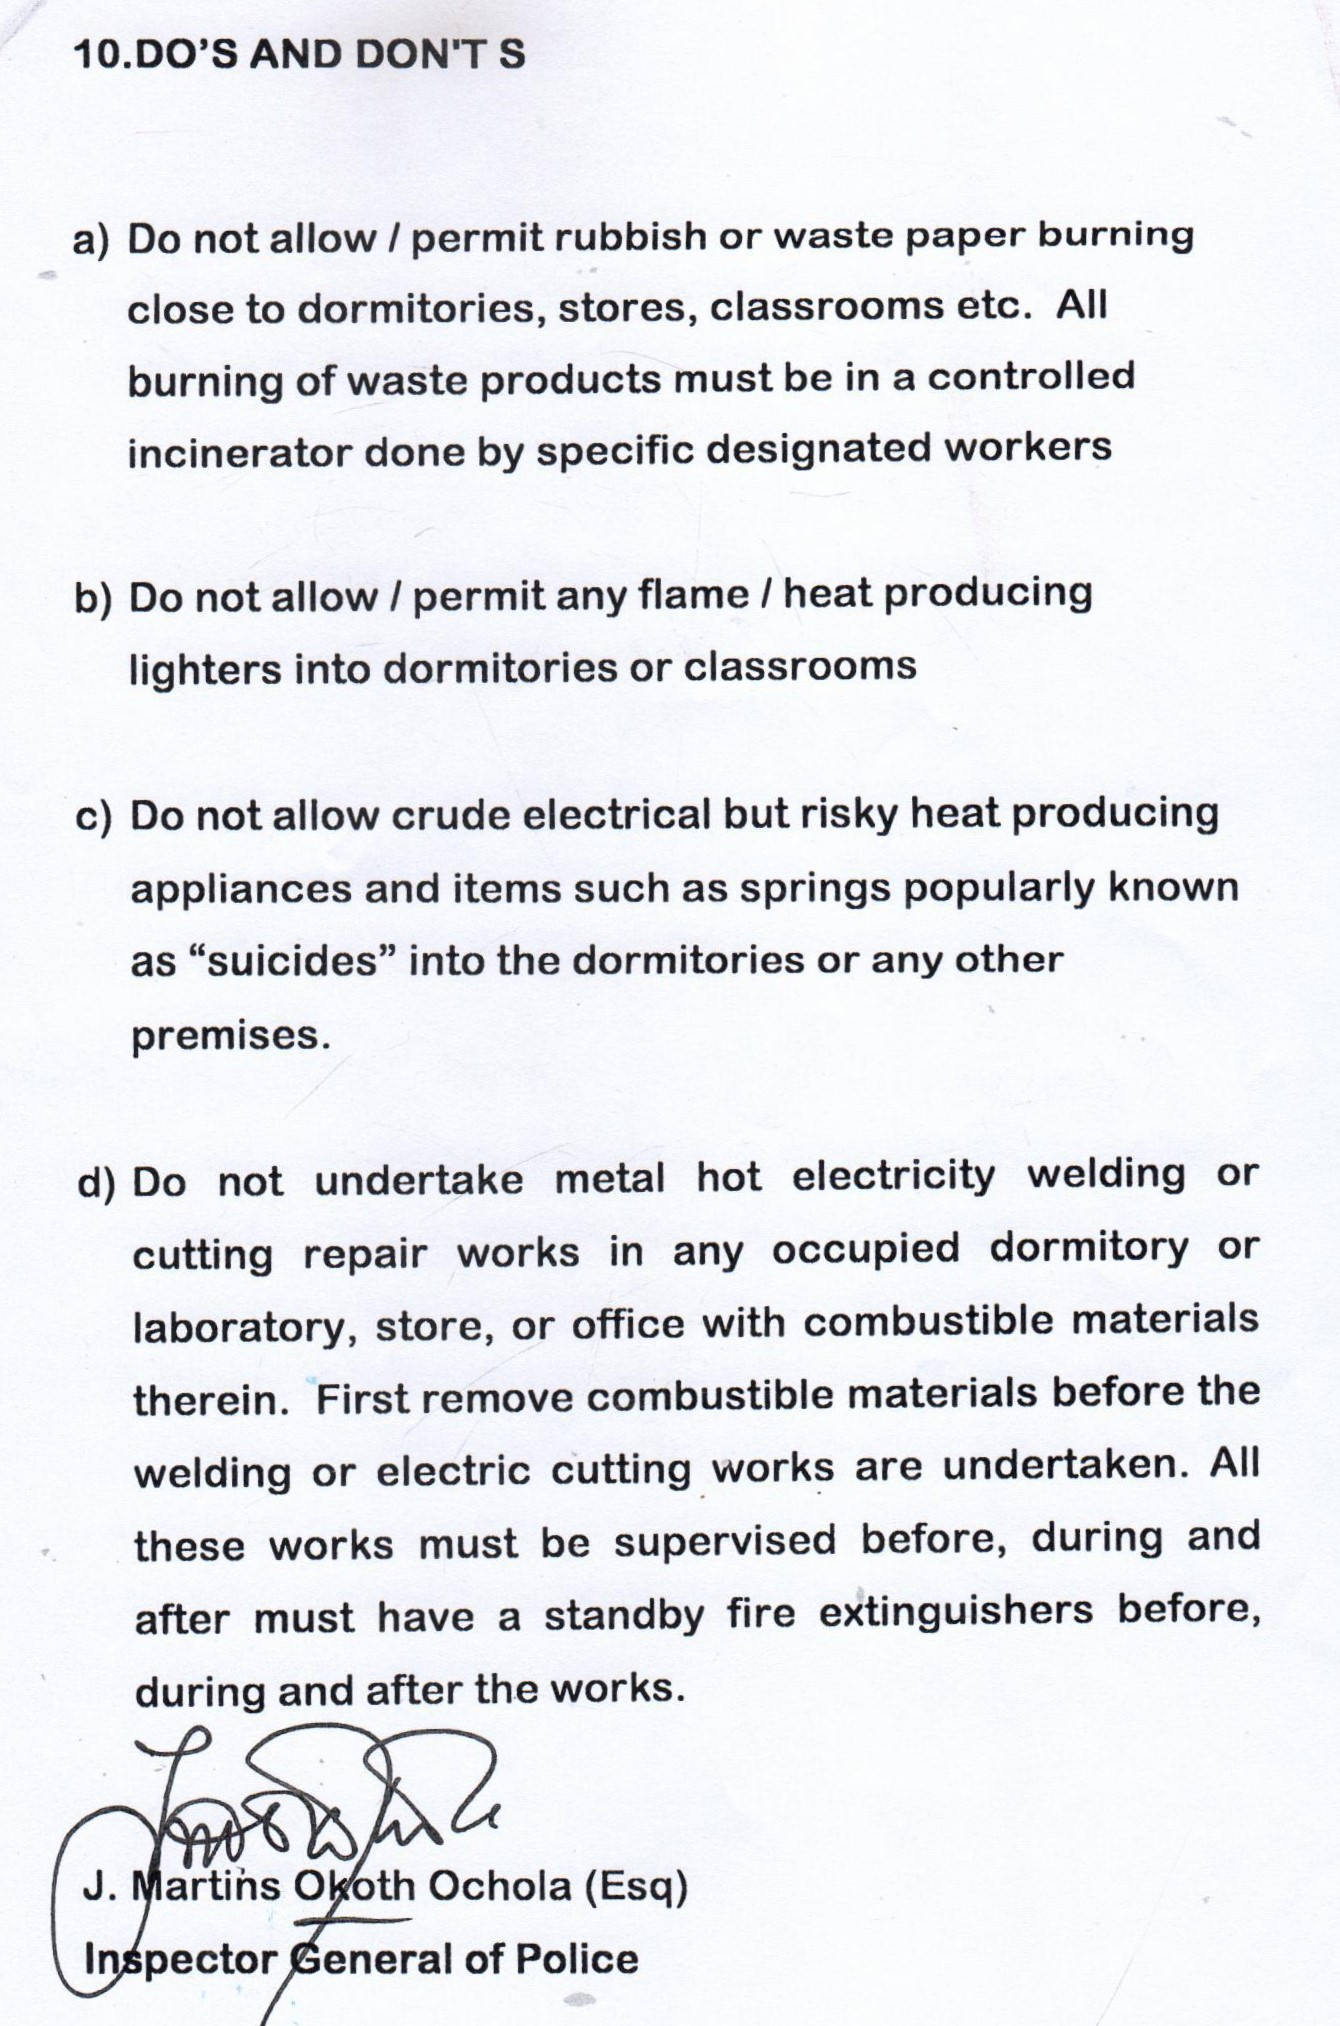 10.DO’S AND DON'T S
a) Do not allow / permit rubbish or waste paper burning
close to dormitories, stores, classrooms etc.  All
burning of waste products must be in a controlled
incinerator done by specific designated workers
b) Do not allow / permit any flame / heat producing
lighters into dormitories or classrooms
c) Do not allow crude electrical but risky heat producing
appliances and items such as springs popularly known
as “suicides” into the dormitories or any other
premises.
d) Do not undertake metal hot electricity welding or
cutting repair works in any occupied dormitory or
laboratory, store, or office with combustible materials
therein.  First remove combustible materials before the
welding or electric cutting works are undertaken. All
these works must be supervised before, during and
after must have a standby fire extinguishers before,
during and after the works.
J. Martins Okoth Ochola (Esq)
Inspector General of Police